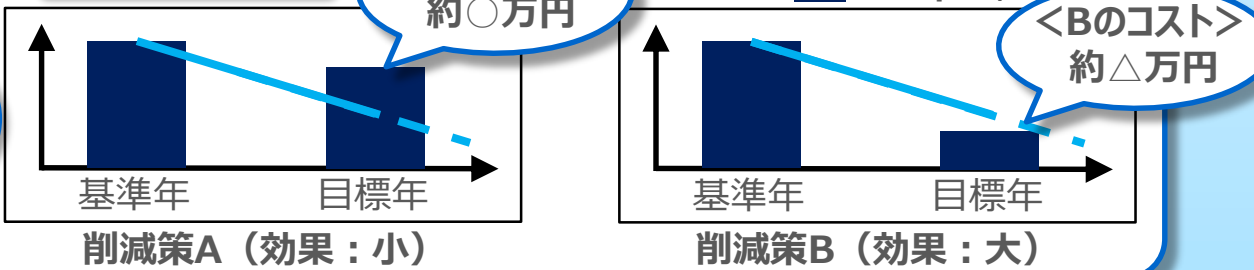 約○万円
<Bのコスト>
約△万円
基準年
目標年
基準年
目標年
削減策A（効果：小）
削減策B（効果：大）